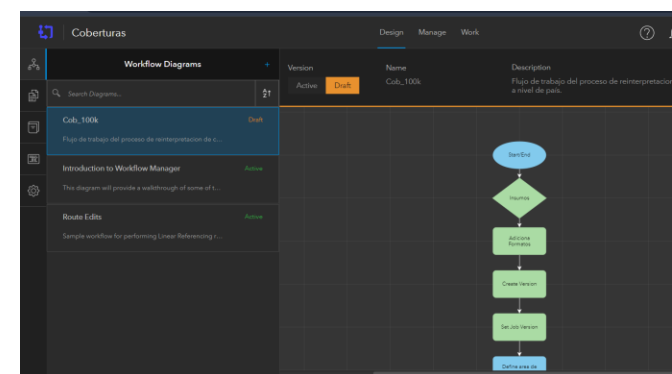 Coberturas
Design Manage Work
Workflow Diagrams +
Search Diagrams...
Cob_100k Draft
Flujo de trabajo del proceso de reinterpretacion de c...
Introduction to Workflow Manager Active
This diagram will provide a walkthrough of some of t...
Route Edits Active
Sample workflow for performing Linear Referencing r...
Version
Active Draft
Name
Cob_100k
Description
Flujo de trabajo del proceso de reinterpretacion
a nivel de país.
Start/End
Insumos
Adicione
Formatos
Create Version
Set Job Version
Define area de